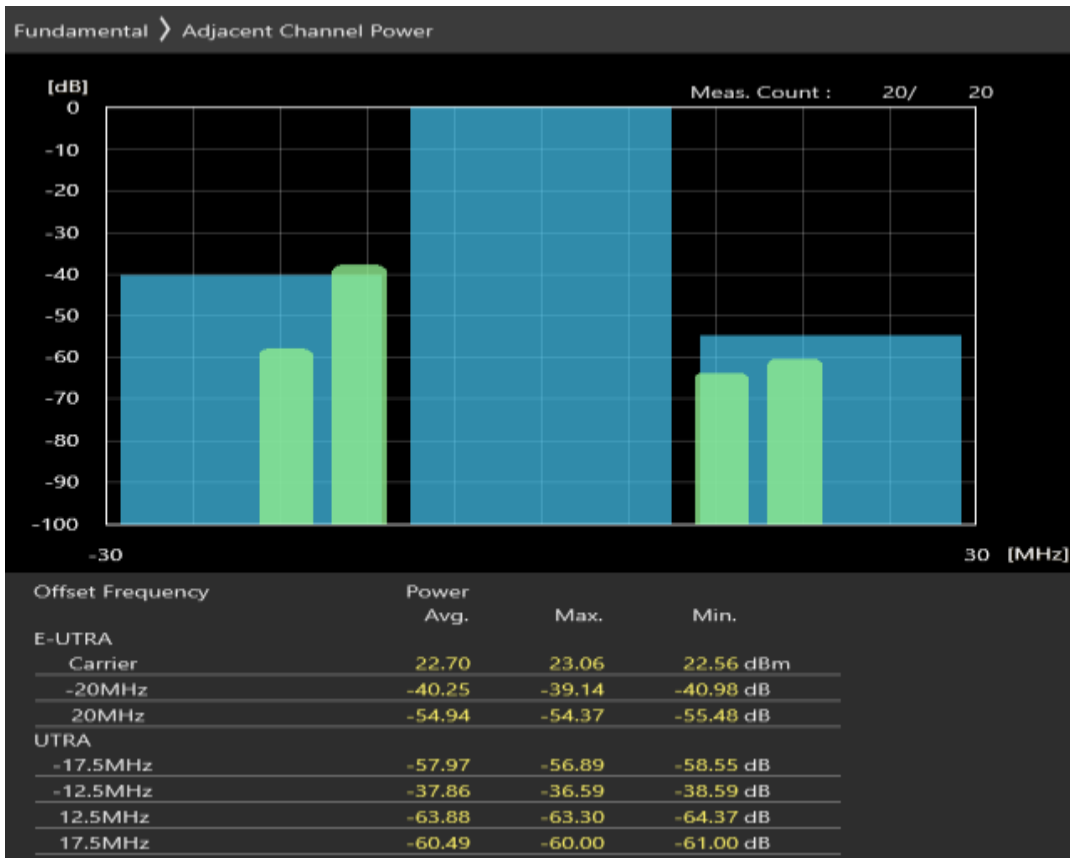 Fundamental ❯ Adjacent Channel Power
[dB]
Meas. Count : 20/ 20
0
-10
-20
-30
-40
-50
-60
-70
-80
-90
-100
-30 30 [MHz]
Offset Frequency Power
Avg. Max. Min.
E-UTRA
Carrier 22.70 23.06 22.56 dBm
-20MHz -40.25 -39.14 -40.98 dB
20MHz -54.94 -54.37 -55.48 dB
UTRA
-17.5MHz -57.97 -56.89 -58.55 dB
-12.5MHz -37.86 -36.59 -38.59 dB
12.5MHz -63.88 -63.30 -64.37 dB
17.5MHz -60.49 -60.00 -61.00 dB